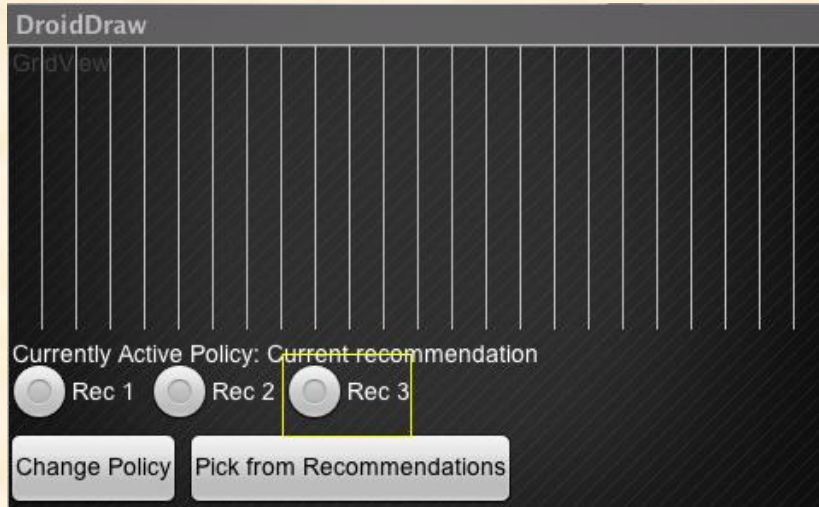 DroidDraw
GridView
Currently Active Policy: Current recommendation
Rec 1 Rec 2 Rec 3
Change Policy Pick from Recommendations